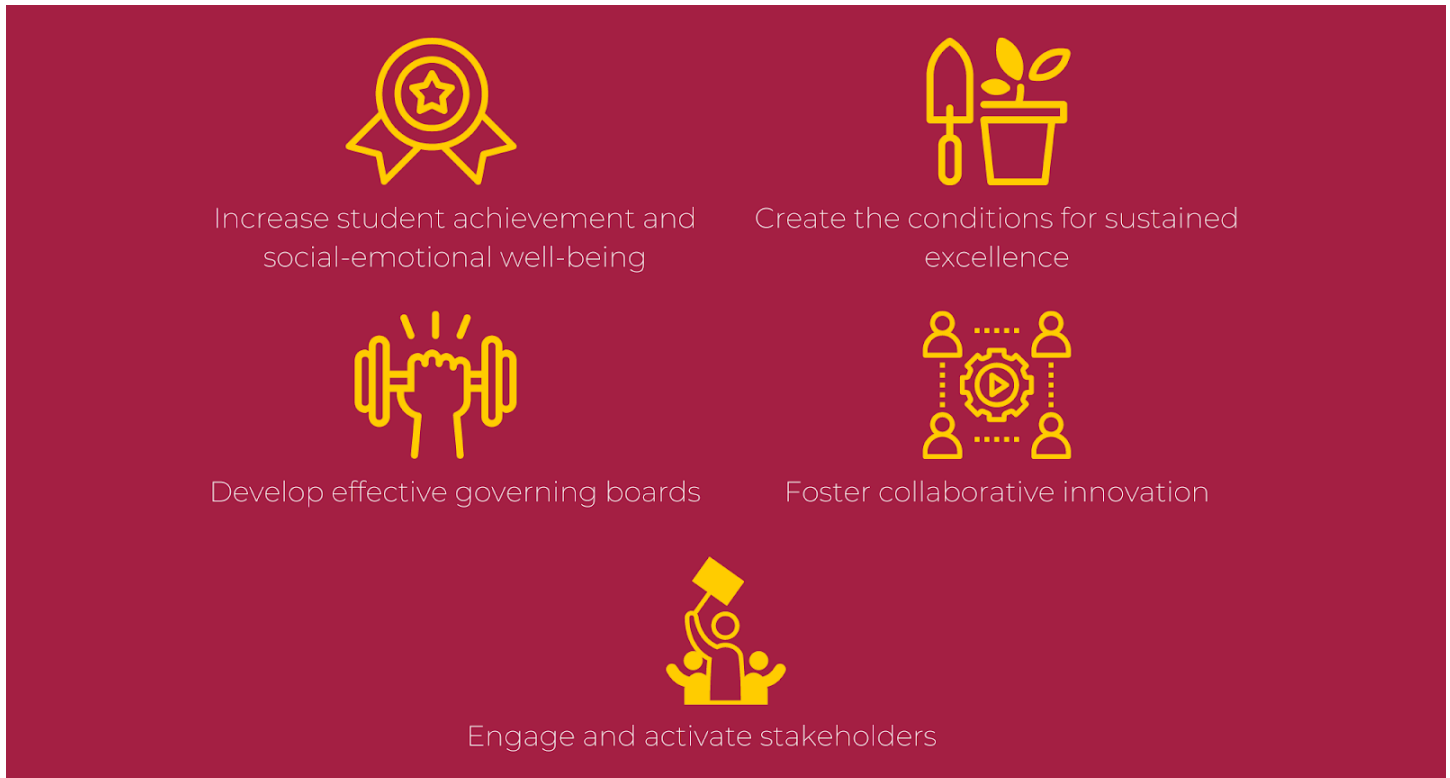 Increase student achievement and
social-emotional well-being
Create the conditions for sustained
excellence
Develop effective governing boards
Foster collaborative innovation
Engage and activate stakeholders